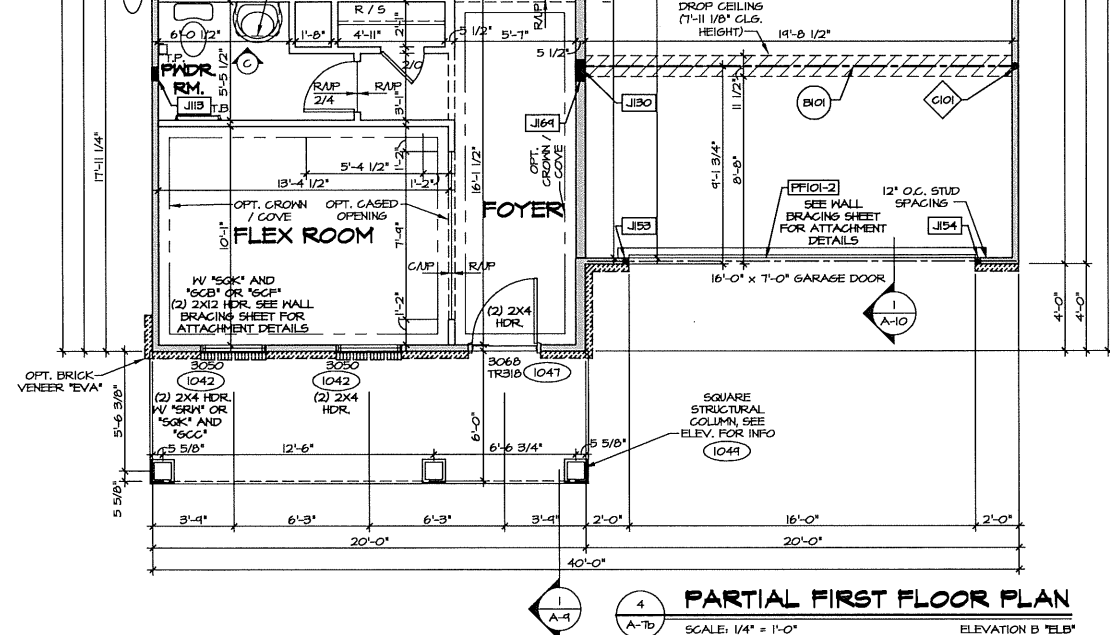 DROP CEILING
(7'-11 1/8" CLG.
HEIGHT)
R / S
R/UP
6'-0 1/2"
1'-8"
4'-11"
2'-1"
5 1/2"
5'-7"
5 1/2"
19'-8 1/2"
T.P.
PWDR.
RM.
5'-5 1/2"
C
2/0
R/UP
2/4
R/UP
J113
T.B.
3'-1"
J130
B101
C101
11 1/2"
J169
OPT.
CROWN /
COVE
17'-11 1/4"
1'-2"
5'-4 1/2"
13'-4 1/2"
1'-2"
16'-1 1/2"
9'-1 3/4"
8'-8"
PF101-2
SEE WALL
BRACING SHEET
FOR ATTACHMENT
DETAILS
12" O.C. STUD
SPACING
OPT. CROWN
/ COVE
OPT. CASED
OPENING
FOYER
FLEX ROOM
10'-1"
7'-9"
J153
J154
C/UP
R/UP
16'-0" x 7'-0" GARAGE DOOR
W/ "SGK" AND
"GCB" OR "GCF"
(2) 2X12 HDR. SEE WALL
BRACING SHEET FOR
ATTACHMENT DETAILS
1'-2"
(2) 2X4
HDR.
1
A-10
4'-0"
4'-0"
OPT. BRICK
VENEER "EVA"
3050
1042
3050
1042
3068
TR318
1047
(2) 2X4 HDR.
W/ "SRW" OR
"SGK" AND
"GCC"
(2) 2X4
HDR.
5'-6 3/8"
6'-0"
SQUARE
STRUCTURAL
COLUMN, SEE
ELEV. FOR INFO
1049
5 5/8"
12'-6"
6'-6 3/4"
5 5/8"
5 5/8"
3'-9"
6'-3"
6'-3"
3'-9"
2'-0"
16'-0"
2'-0"
20'-0"
20'-0"
40'-0"
1
A-9
4
A-7b
PARTIAL FIRST FLOOR PLAN
SCALE: 1/4" = 1'-0"
ELEVATION B "ELB"